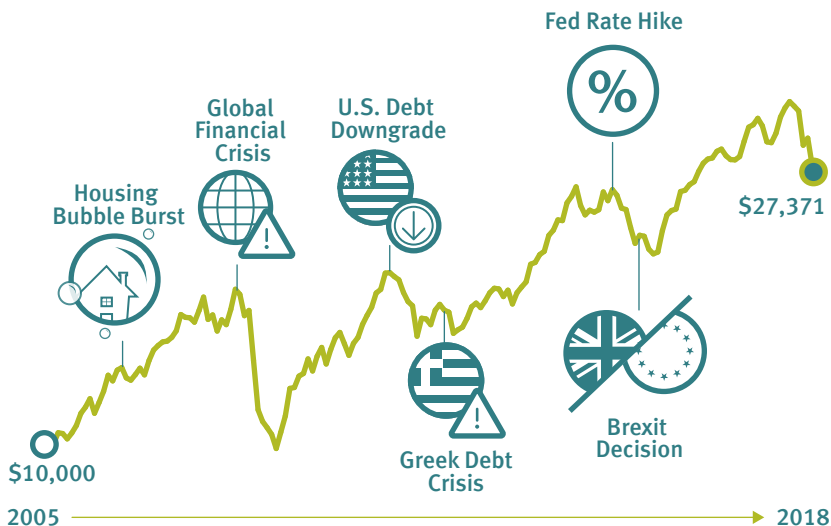 Fed Rate Hike
%
Global
Financial
Crisis
U.S. Debt
Downgrade
Housing
Bubble Burst
!
$27,371
!
Greek Debt
Crisis
Brexit
Decision
$10,000
2005
2018